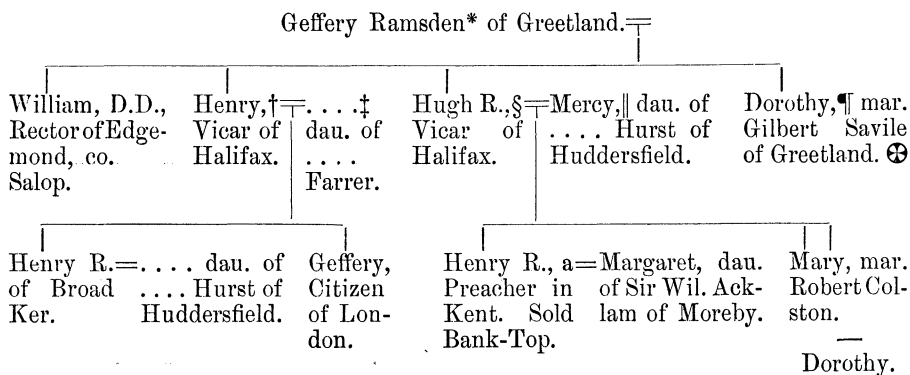 Geffery Ramsden* of Greetland.
William, D.D.,
Rector of Edge-
mond, co.
Salop.
Henry,†
Vicar of
Halifax.
. . . .‡
dau. of
. . . .
Farrer.
Hugh R.,§
Vicar of
Halifax.
Mercy,‖ dau. of
. . . . Hurst of
Huddersfield.
Dorothy,¶ mar.
Gilbert Savile
of Greetland. ✠
Henry R.=
of Broad
Ker.
. . . . dau. of
. . . . Hurst of
Huddersfield.
Geffery,
Citizen
of Lon-
don.
Henry R., a=
Preacher in
Kent. Sold
Bank-Top.
Margaret, dau.
of Sir Wil. Ack-
lam of Moreby.
Mary, mar.
Robert Col-
ston.
—
Dorothy.